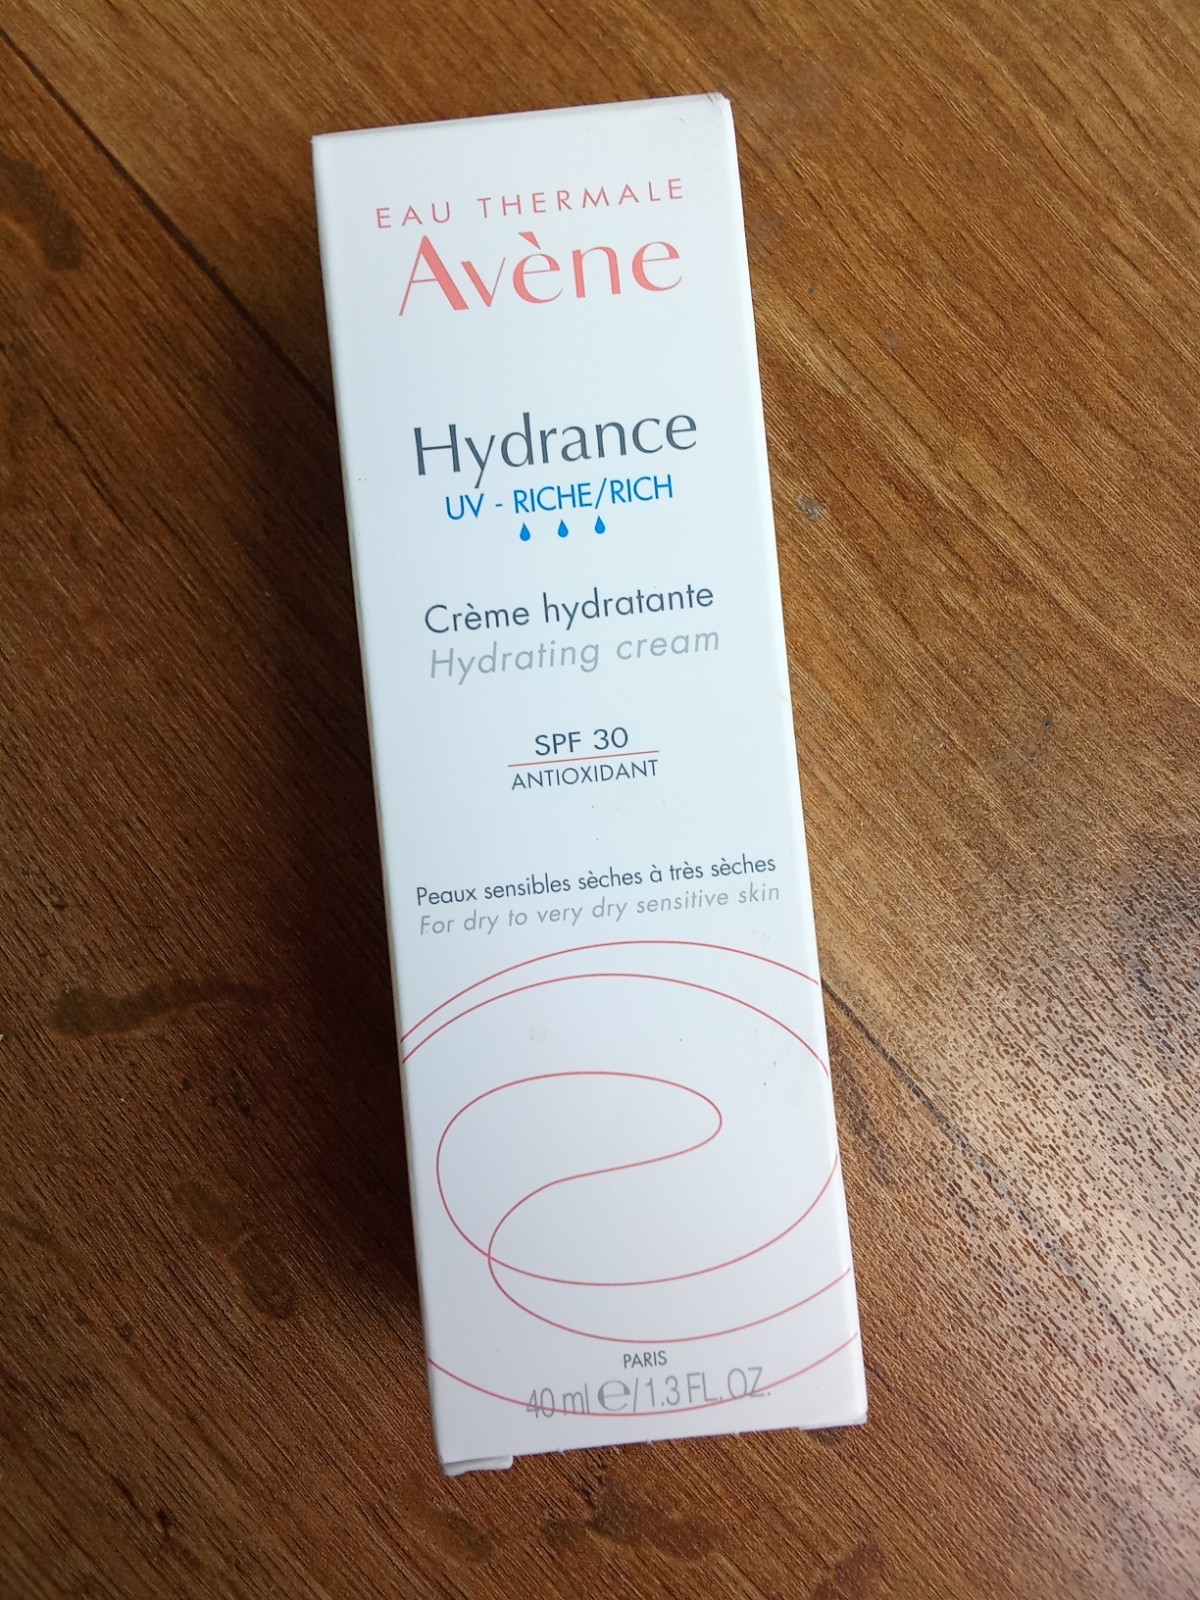 EAU THERMALE
Avène
Hydrance
UV - RICHE/RICH
Crème hydratante
Hydrating cream
SPF 30
ANTIOXIDANT
Peaux sensibles sèches à très sèches
For dry to very dry sensitive skin
PARIS
40 ml ℮/1.3 FL.OZ.